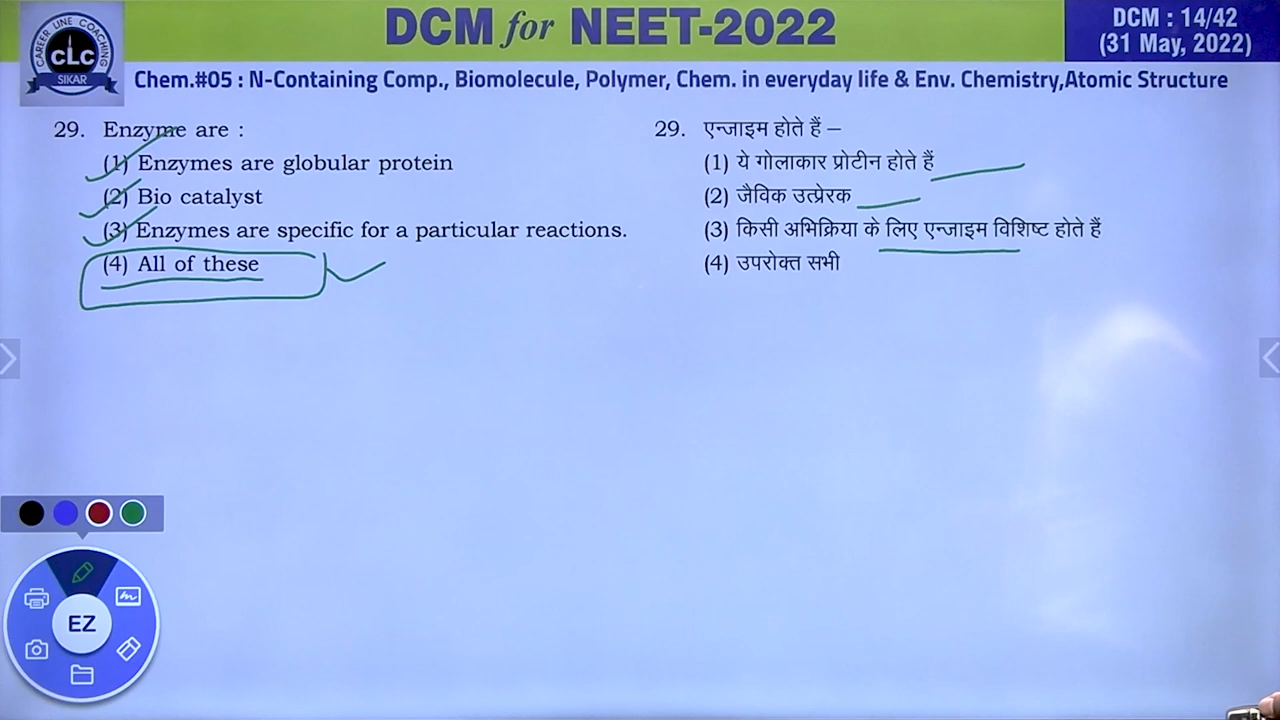 DCM for NEET-2022
DCM : 14/42
(31 May, 2022)
CAREER LINE COACHING
CLC
SIKAR
Chem.#05 : N-Containing Comp., Biomolecule, Polymer, Chem. in everyday life & Env. Chemistry,Atomic Structure
29. Enzyme are :
(1) Enzymes are globular protein
(2) Bio catalyst
(3) Enzymes are specific for a particular reactions.
(4) All of these
29. एन्जाइम होते हैं –
(1) ये गोलाकार प्रोटीन होते हैं
(2) जैविक उत्प्रेरक
(3) किसी अभिक्रिया के लिए एन्जाइम विशिष्ट होते हैं
(4) उपरोक्त सभी
EZ